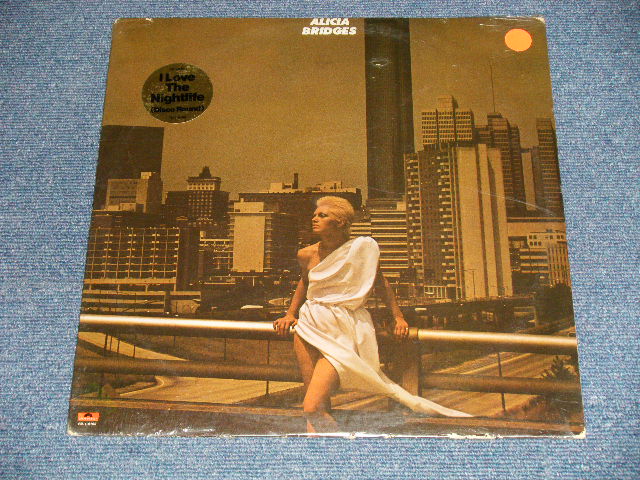 ALICIA
BRIDGES
I Love
The
Nightlife
(Disco Round)